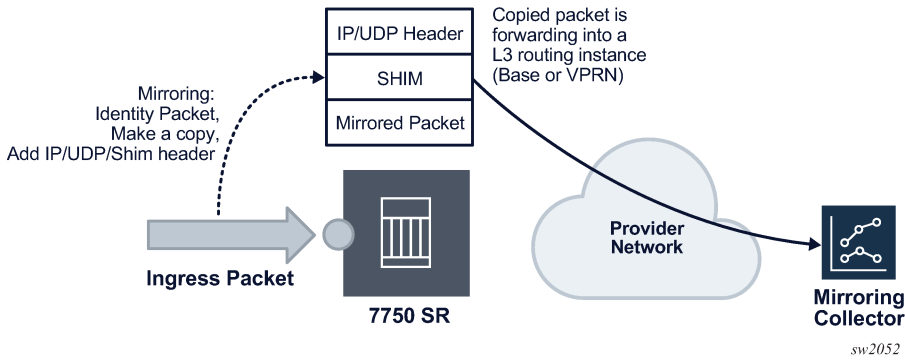 IP/UDP Header
SHIM
Mirrored Packet
Copied packet is
forwarding into a
L3 routing instance
(Base or VPRN)
Mirroring:
Identity Packet,
Make a copy,
Add IP/UDP/Shim header
Ingress Packet
7750 SR
Provider
Network
Mirroring
Collector
sw2052